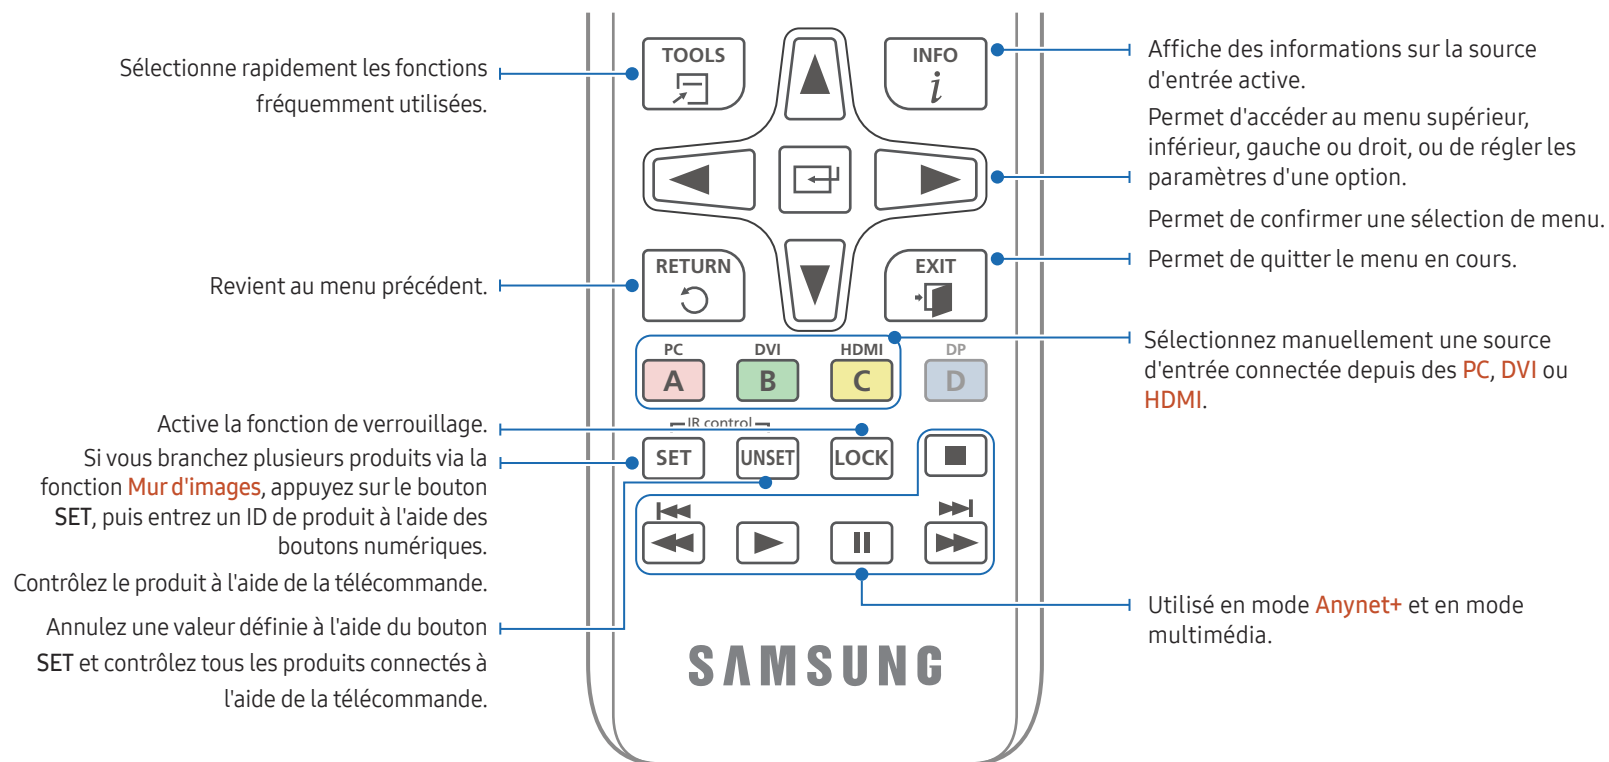 Sélectionne rapidement les fonctions
fréquemment utilisées.
Revient au menu précédent.
Active la fonction de verrouillage.
Si vous branchez plusieurs produits via la
fonction Mur d'images, appuyez sur le bouton
SET, puis entrez un ID de produit à l'aide des
boutons numériques.
Contrôlez le produit à l'aide de la télécommande.
Annulez une valeur définie à l'aide du bouton
SET et contrôlez tous les produits connectés à
l'aide de la télécommande.
TOOLS
INFO
i
RETURN
EXIT
PC DVI HDMI DP
A B C D
IR control
SET UNSET LOCK
SAMSUNG
Affiche des informations sur la source
d'entrée active.
Permet d'accéder au menu supérieur,
inférieur, gauche ou droit, ou de régler les
paramètres d'une option.
Permet de confirmer une sélection de menu.
Permet de quitter le menu en cours.
Sélectionnez manuellement une source
d'entrée connectée depuis des PC, DVI ou
HDMI.
Utilisé en mode Anynet+ et en mode
multimédia.